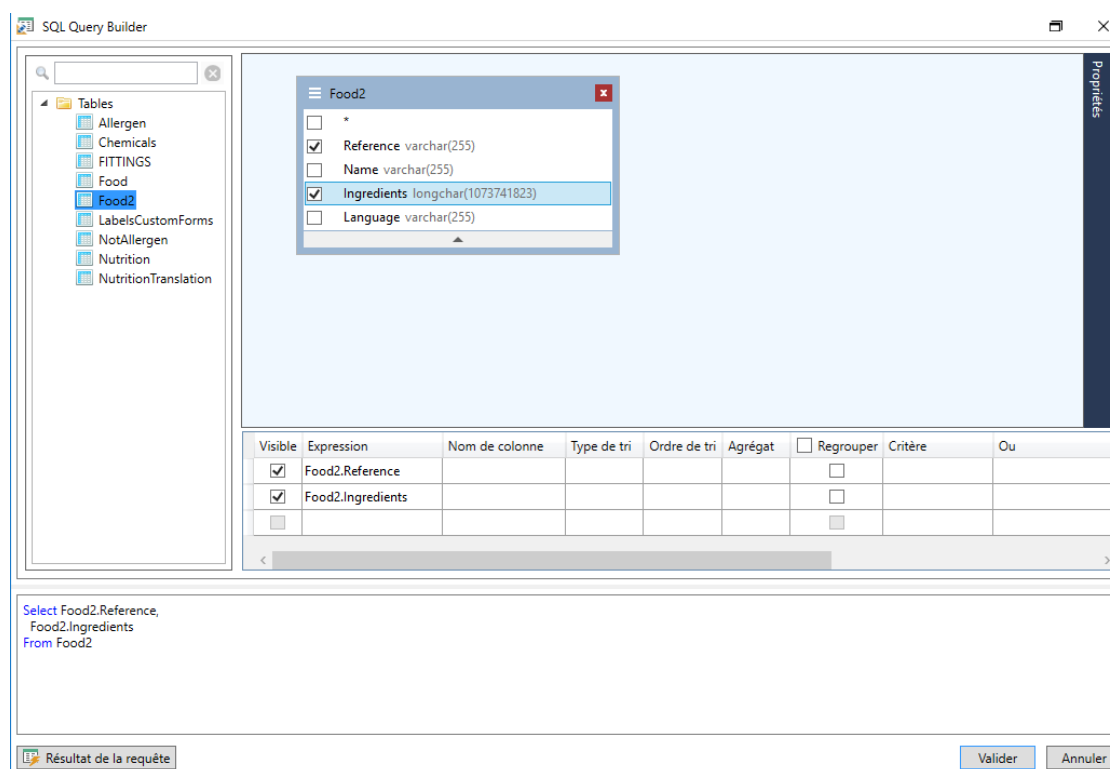 SQL Query Builder
Tables
Allergen
Chemicals
FITTINGS
Food
Food2
LabelsCustomForms
NotAllergen
Nutrition
NutritionTranslation
Food2
*
Reference varchar(255)
Name varchar(255)
Ingredients longchar(1073741823)
Language varchar(255)
Propriétés
Visible Expression Nom de colonne Type de tri Ordre de tri Agrégat Regrouper Critère Ou
Food2.Reference
Food2.Ingredients
Select Food2.Reference,
Food2.Ingredients
From Food2
Résultat de la requête
Valider
Annuler